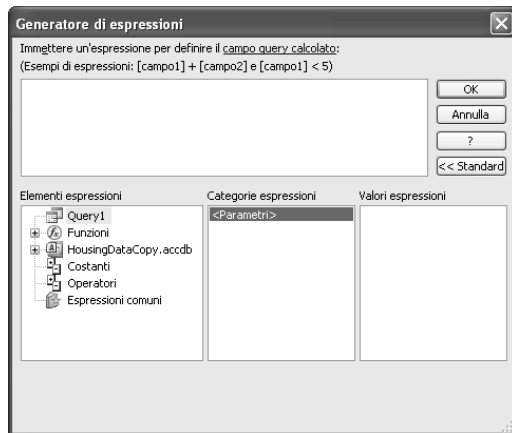 Generatore di espressioni
Immettere un'espressione per definire il campo query calcolato:
(Esempi di espressioni: [campo1] + [campo2] e [campo1] < 5)
OK
Annulla
?
<< Standard
Elementi espressioni
Categorie espressioni
Valori espressioni
Query1
<Parametri>
Funzioni
HousingDataCopy.accdb
Costanti
Operatori
Espressioni comuni